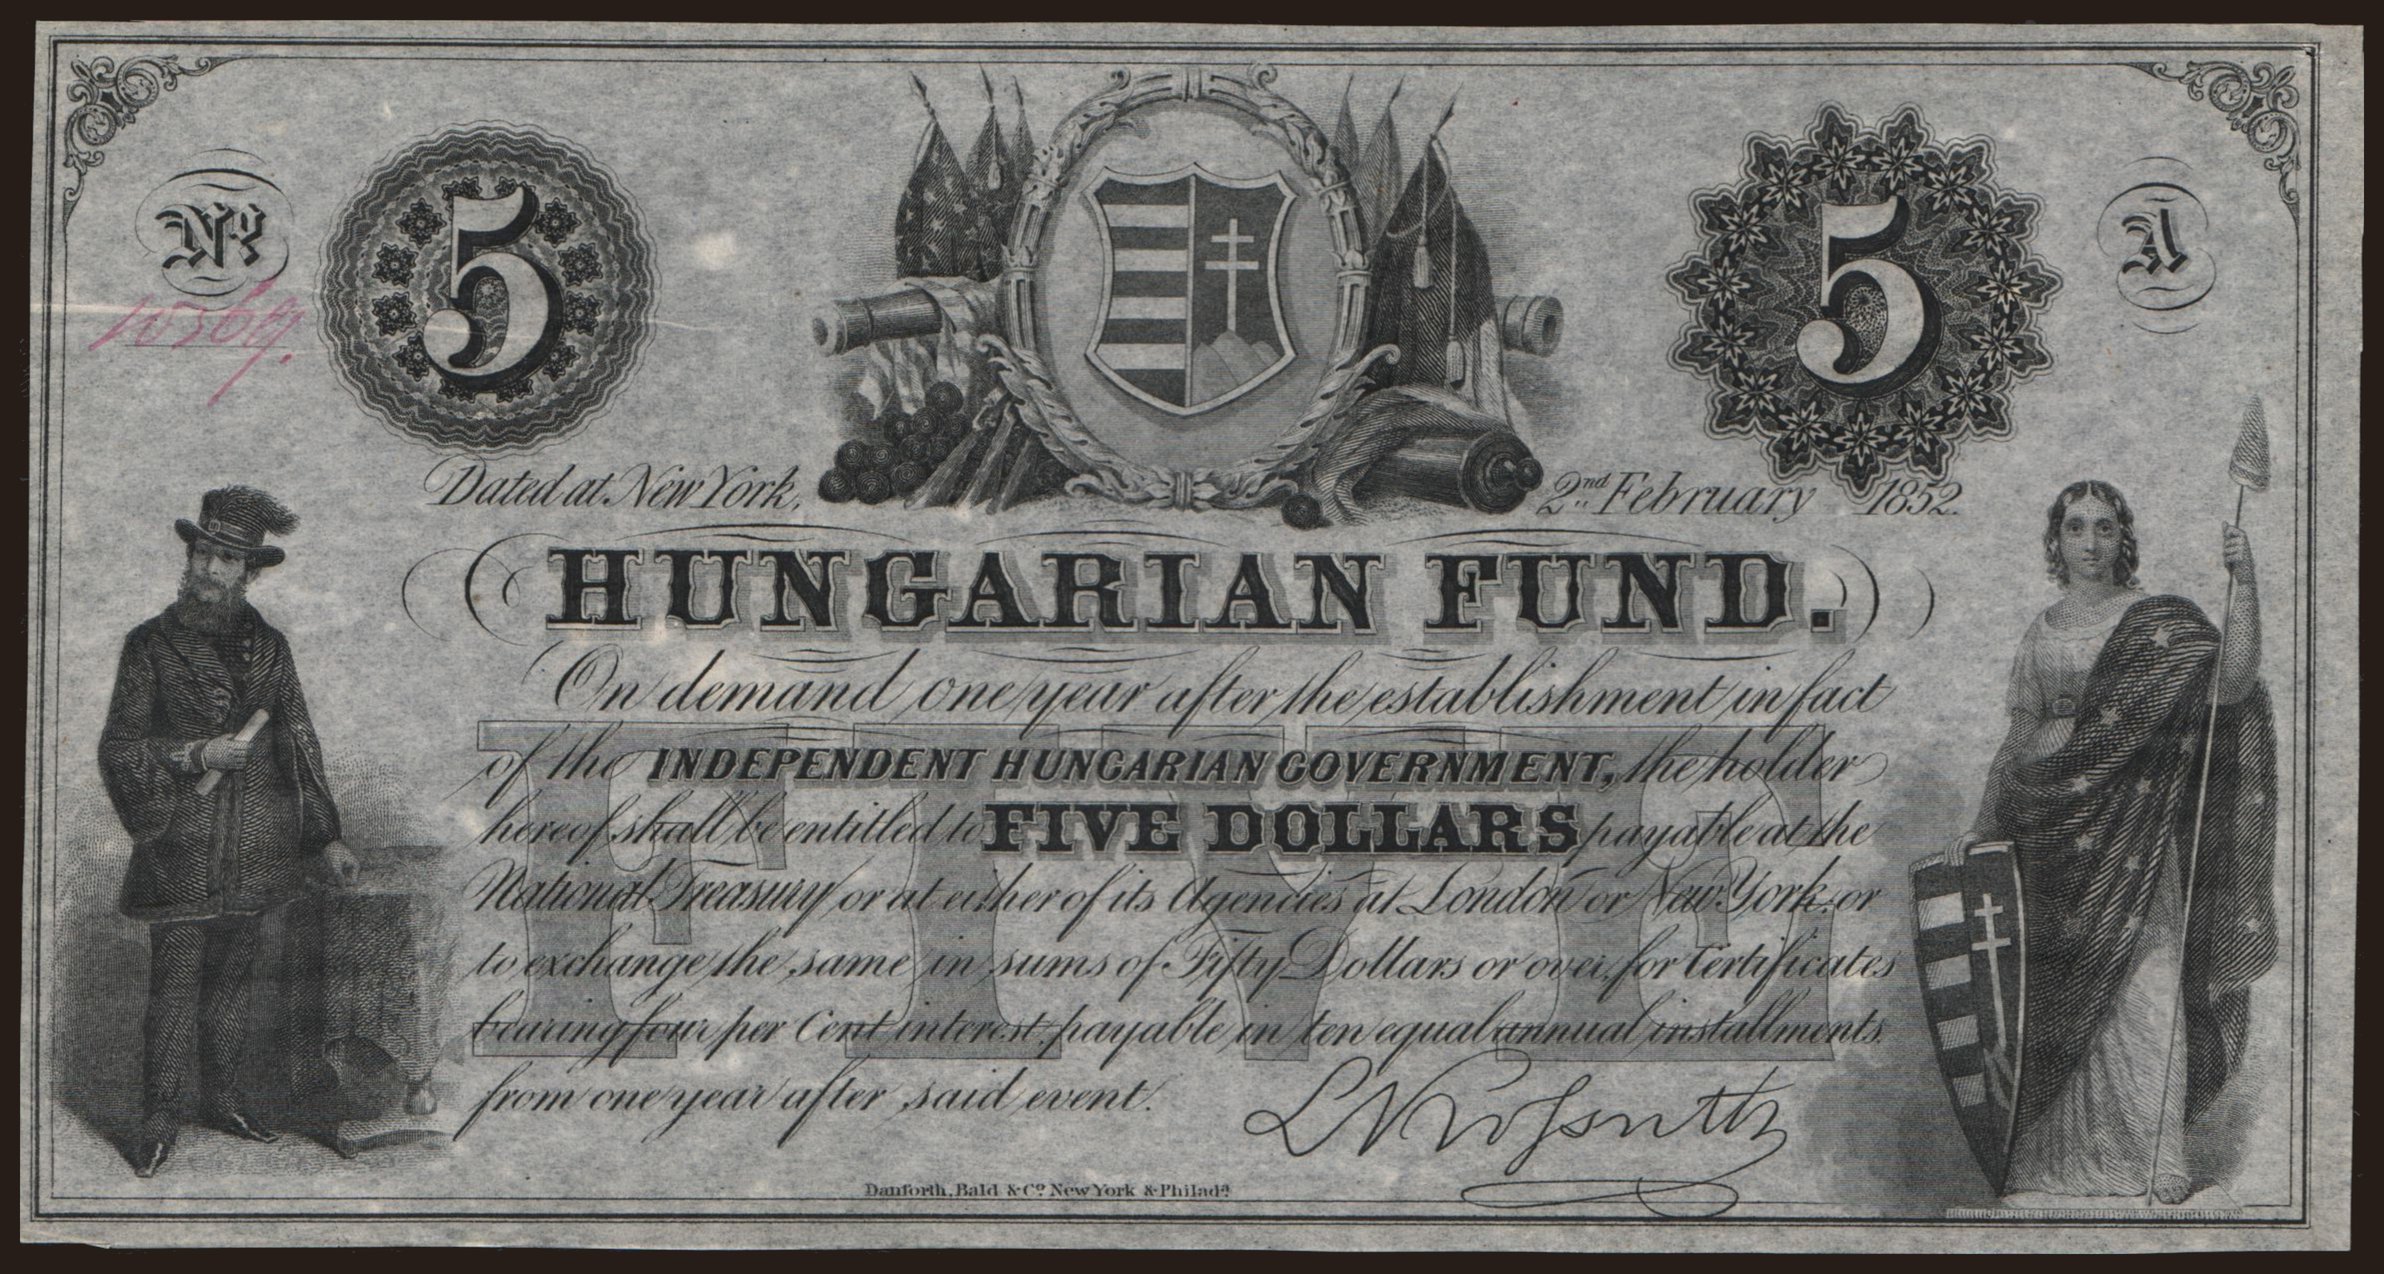 No
10569.
5
5
A
Dated at New York, 2nd February 1852.
HUNGARIAN FUND.
On demand one year after the establishment in fact
of the INDEPENDENT HUNGARIAN GOVERNMENT, the holder
hereof shall be entitled to FIVE DOLLARS payable at the
National Treasury or at either of its Agencies at London or New York; or
to exchange the same in sums of Fifty Dollars or over, for Certificates
bearing four per Cent interest, payable in ten equal annual installments
from one year after said event.
FIVE
L Kossuth
Danforth, Bald & Co. New York & Philada.